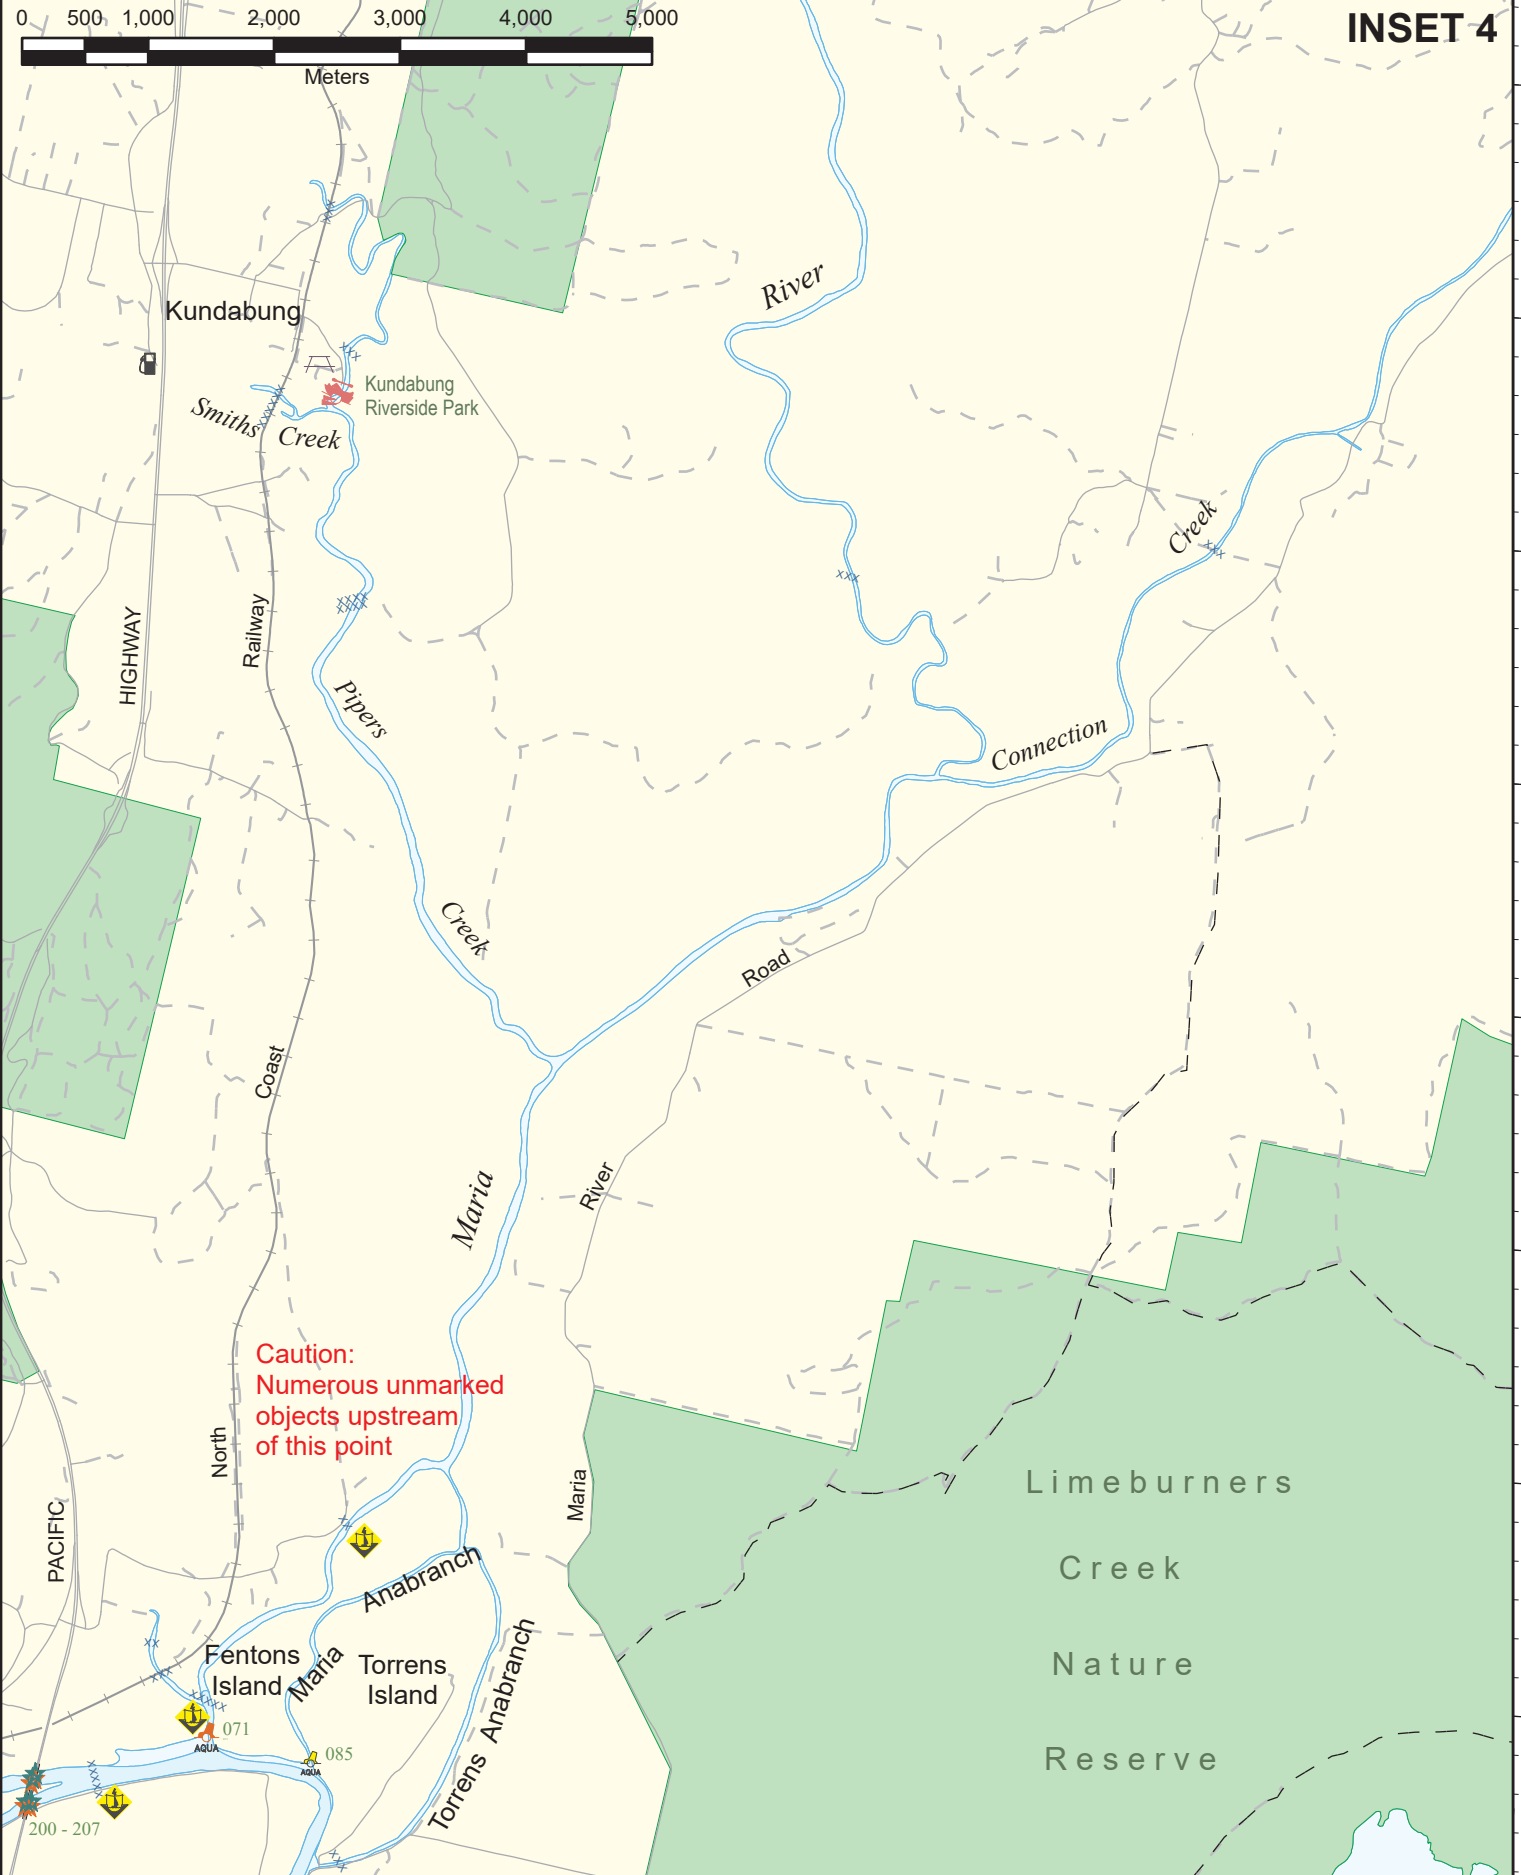 0 500 1,000 2,000 3,000 4,000 5,000
Meters
INSET 4
River
Kundabung
Kundabung
Riverside Park
Smiths Creek
Creek
HIGHWAY
Railway
Pipers
Connection
Creek
Road
Coast
Maria
River
Caution:
Numerous unmarked
objects upstream
of this point
North
Maria
PACIFIC
Limeburners
Creek
Nature
Reserve
Anabranch
Fentons
Island
Maria
Torrens
Island
Torrens Anabranch
071
AQUA
085
AQUA
200 - 207